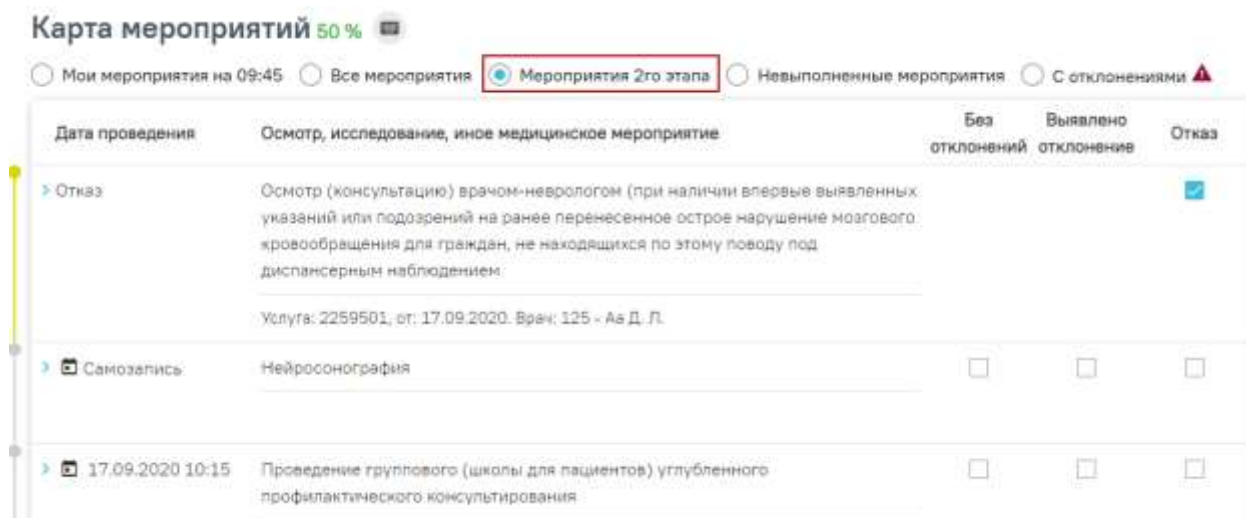 Карта мероприятий 50 %
Мои мероприятия на 09:45 Все мероприятия Мероприятия 2го этапа Невыполненные мероприятия С отклонениями
Дата проведения Осмотр, исследование, иное медицинское мероприятие Без отклонений Выявлено отклонение Отказ
Отказ Осмотр (консультацию) врачом-неврологом (при наличии впервые выявленных
указаний или подозрений на ранее перенесенное острое нарушение мозгового
кровообращения для граждан, не находящихся по этому поводу под
диспансерным наблюдением
Услуга: 2259501, от: 17.09.2020. Врач: 125 - Аа Д. Л.
Самозапись Нейросонография
17.09.2020 10:15 Проведение группового (школы для пациентов) углубленного
профилактического консультирования